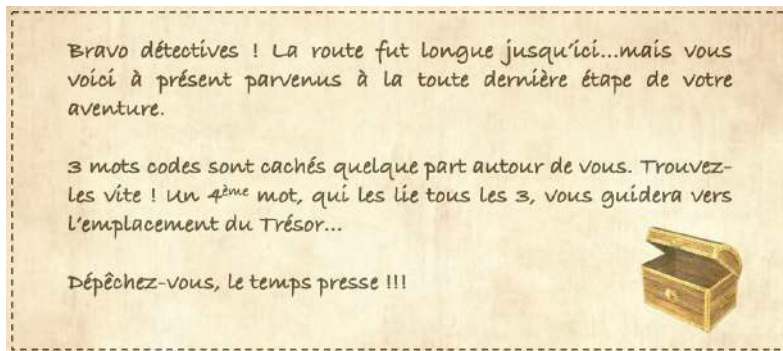 Bravo détectives ! La route fut longue jusqu'ici...mais vous
voici à présent parvenus à la toute dernière étape de votre
aventure.
3 mots codes sont cachés quelque part autour de vous. Trouvez-
les vite ! Un 4ème mot, qui les lie tous les 3, vous guidera vers
l'emplacement du Trésor...
Dépêchez-vous, le temps presse !!!